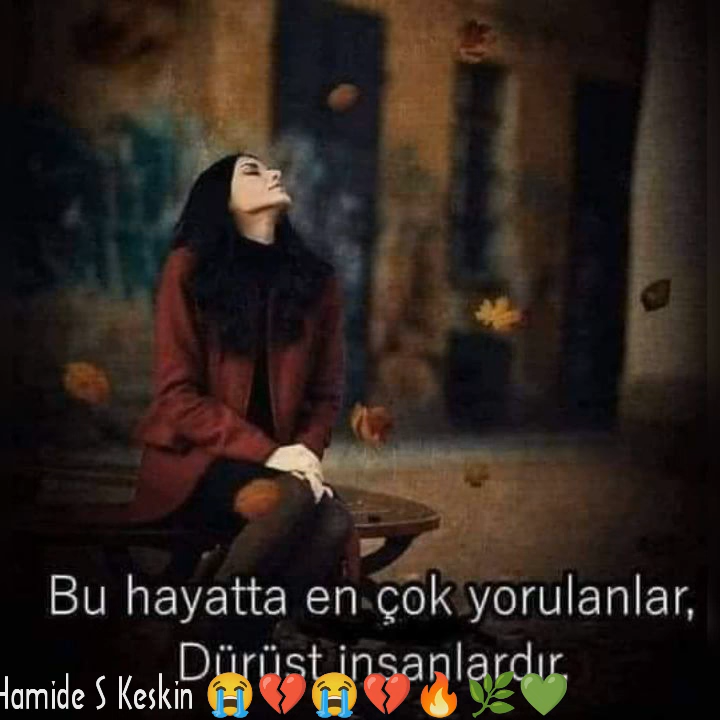 Bu hayatta en çok yorulanlar,
Dürüst insanlardır.
Hamide S Keskin 😭💔😭💔🔥🌿💚